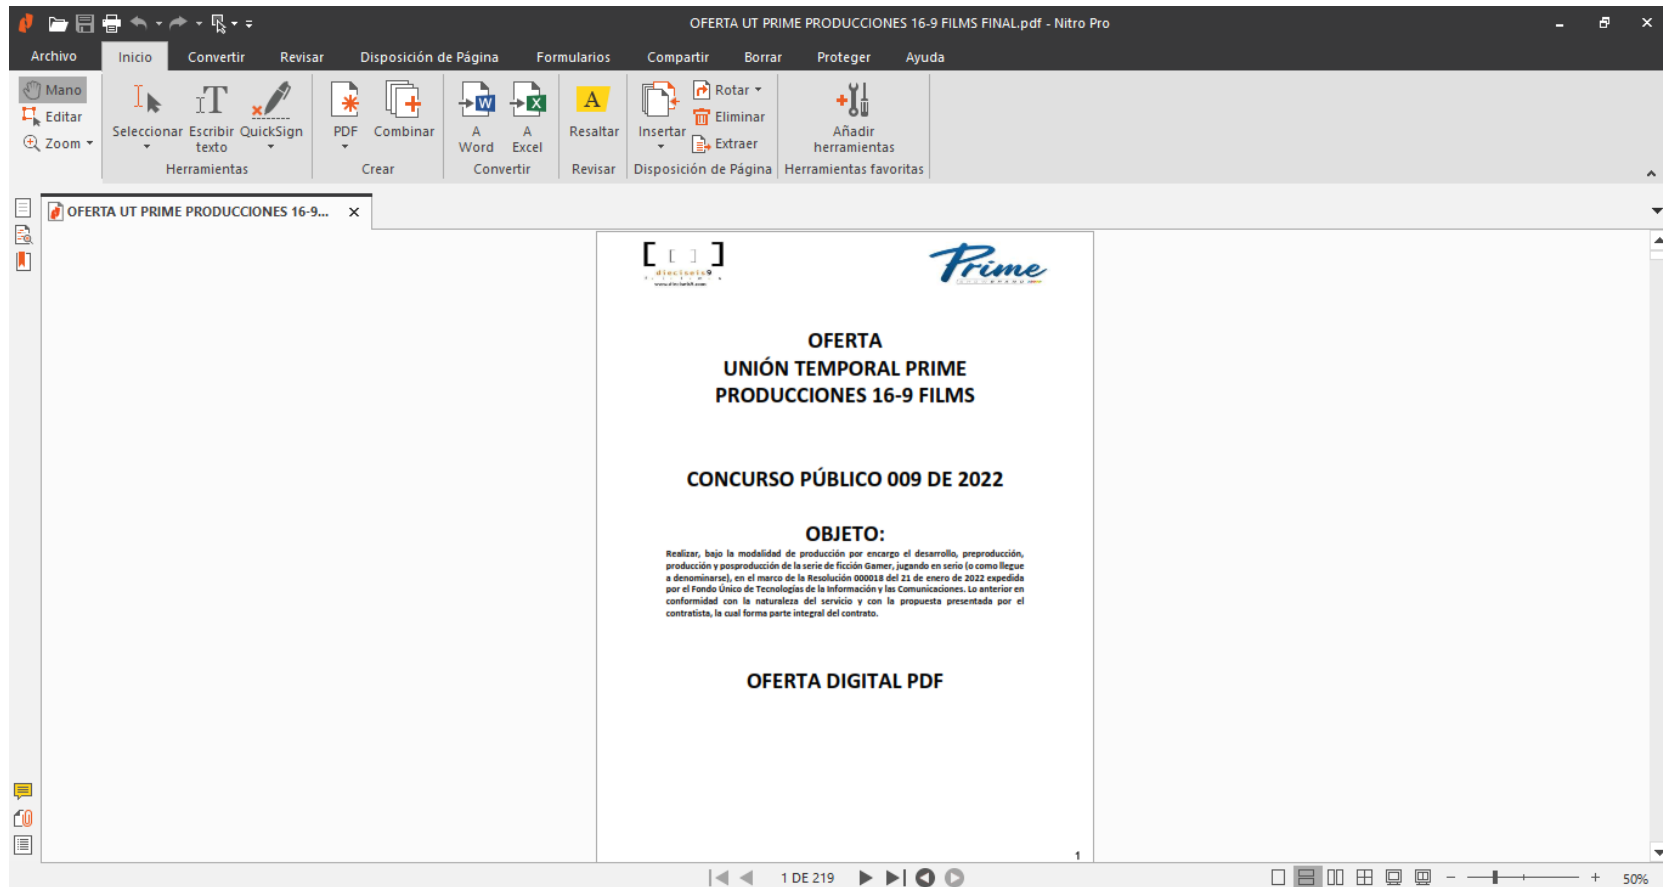 OFERTA UT PRIME PRODUCCIONES 16-9 FILMS FINAL.pdf - Nitro Pro
Archivo Inicio Convertir Revisar Disposición de Página Formularios Compartir Borrar Proteger Ayuda
Mano
Editar
Zoom
Seleccionar
Escribir texto
QuickSign
Herramientas
PDF
Combinar
Crear
A Word
A Excel
Convertir
Resaltar
Revisar
Insertar
Rotar
Eliminar
Extraer
Disposición de Página
Añadir herramientas
Herramientas favoritas
OFERTA UT PRIME PRODUCCIONES 16-9...
dieciseis9
Prime
OFERTA
UNIÓN TEMPORAL PRIME
PRODUCCIONES 16-9 FILMS
CONCURSO PÚBLICO 009 DE 2022
OBJETO:
Realizar, bajo la modalidad de producción por encargo el desarrollo, preproducción,
producción y posproducción de la serie de ficción Gamer, jugando en serio (o como llegue
a denominarse), en el marco de la Resolución 000018 del 21 de enero de 2022 expedida
por el Fondo Único de Tecnologías de la Información y las Comunicaciones. Lo anterior en
conformidad con la naturaleza del servicio y con la propuesta presentada por el
contratista, la cual forma parte integral del contrato.
OFERTA DIGITAL PDF
1
1 DE 219
50%